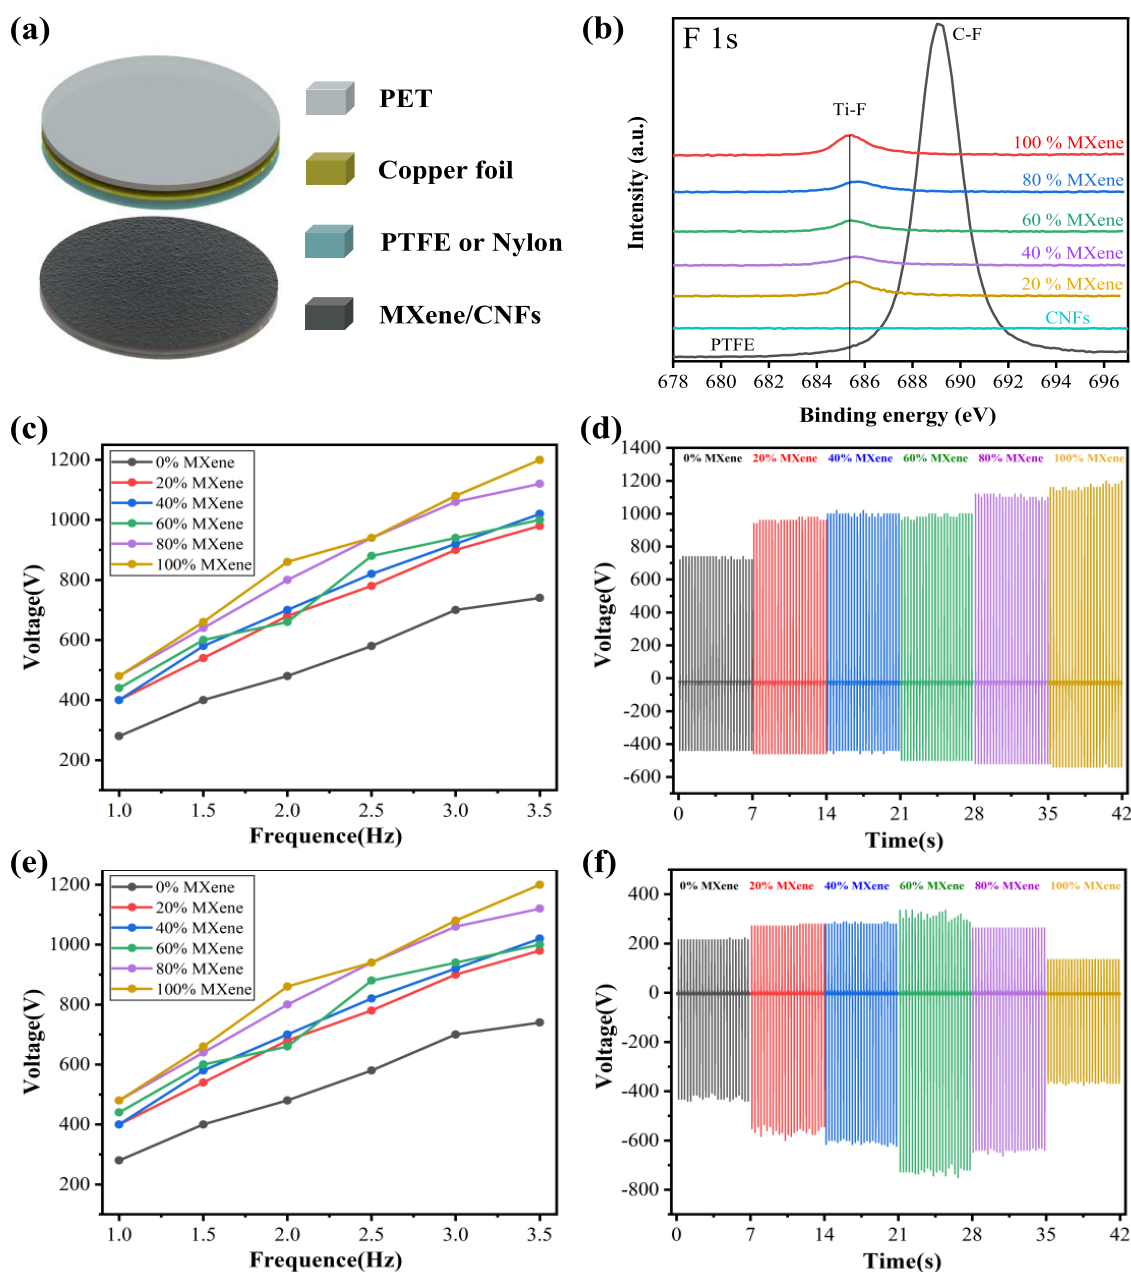 (a)
PET
Copper foil
PTFE or Nylon
MXene/CNFs
(b)
F 1s
C-F
Ti-F
100 % MXene
80 % MXene
60 % MXene
40 % MXene
20 % MXene
CNFs
PTFE
Intensity (a.u.)
678 680 682 684 686 688 690 692 694 696
Binding energy (eV)
(c)
0% MXene
20% MXene
40% MXene
60% MXene
80% MXene
100% MXene
1200
1000
800
600
400
200
Voltage(V)
1.0 1.5 2.0 2.5 3.0 3.5
Frequence(Hz)
(d)
0% MXene 20% MXene 40% MXene 60% MXene 80% MXene 100% MXene
1400
1200
1000
800
600
400
200
0
-200
-400
-600
Voltage(V)
0 7 14 21 28 35 42
Time(s)
(e)
0% MXene
20% MXene
40% MXene
60% MXene
80% MXene
100% MXene
1200
1000
800
600
400
200
Voltage(V)
1.0 1.5 2.0 2.5 3.0 3.5
Frequence(Hz)
(f)
0% MXene 20% MXene 40% MXene 60% MXene 80% MXene 100% MXene
400
200
0
-200
-400
-600
-800
Voltage(V)
0 7 14 21 28 35 42
Time(s)